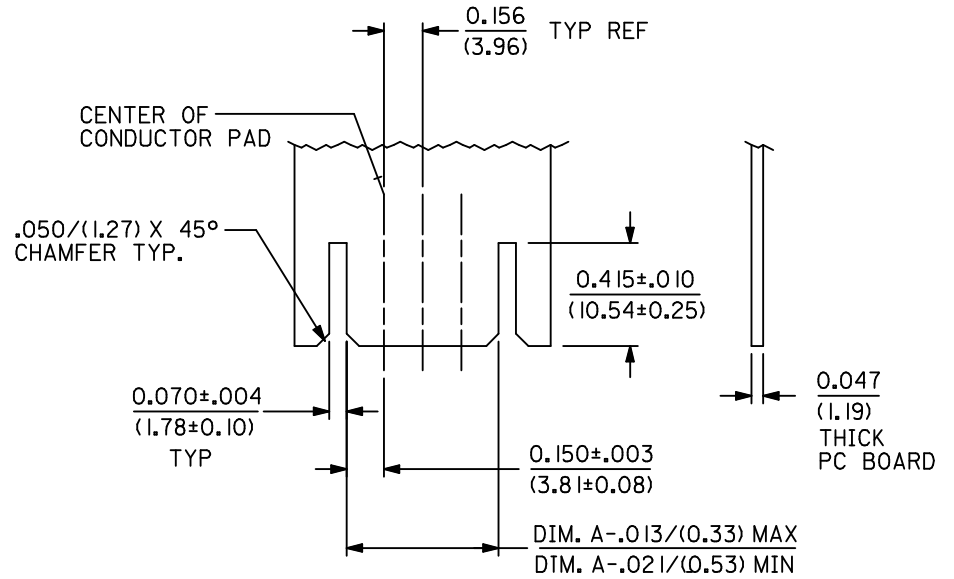 0.156
(3.96)
TYP REF
CENTER OF
CONDUCTOR PAD
.050/(1.27) X 45°
CHAMFER TYP.
0.415±.010
(10.54±0.25)
0.070±.004
(1.78±0.10)
TYP
0.047
(1.19)
THICK
PC BOARD
0.150±.003
(3.81±0.08)
DIM. A-.013/(0.33) MAX
DIM. A-.021/(0.53) MIN